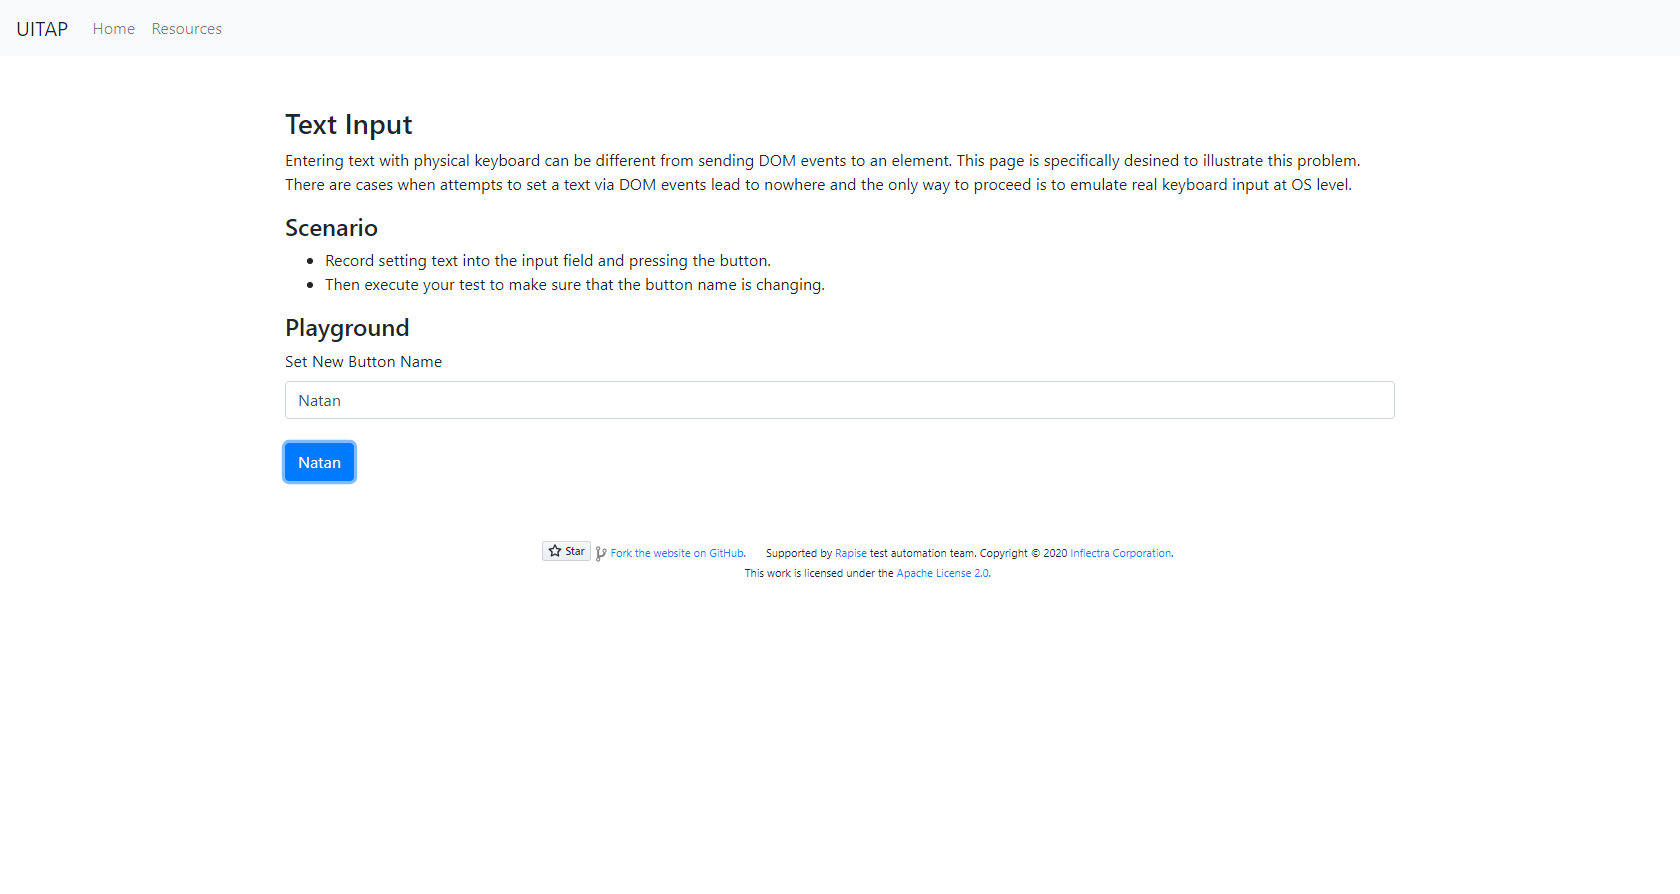 UITAP Home Resources
Text Input
Entering text with physical keyboard can be different from sending DOM events to an element. This page is specifically desined to illustrate this problem.
There are cases when attempts to set a text via DOM events lead to nowhere and the only way to proceed is to emulate real keyboard input at OS level.
Scenario
Record setting text into the input field and pressing the button.
Then execute your test to make sure that the button name is changing.
Playground
Set New Button Name
Natan
Natan
Star Fork the website on GitHub. Supported by Rapise test automation team. Copyright © 2020 Inflectra Corporation.
This work is licensed under the Apache License 2.0.